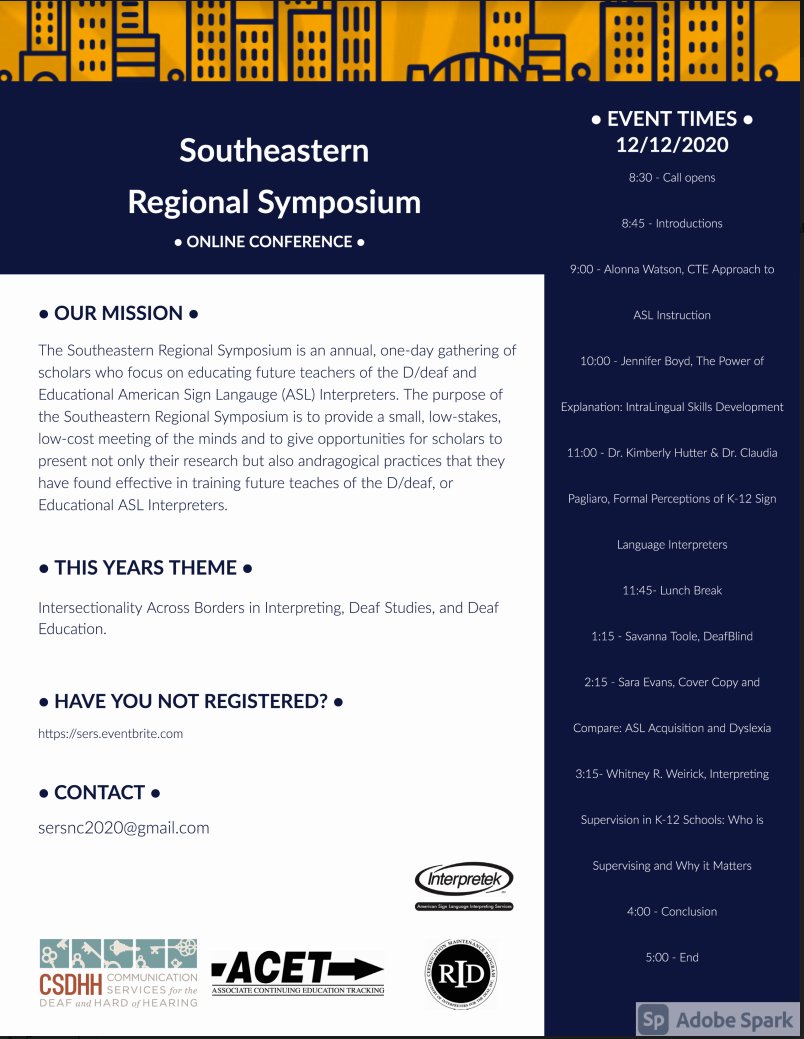 Southeastern
Regional Symposium
● ONLINE CONFERENCE ●
● OUR MISSION ●
The Southeastern Regional Symposium is an annual, one-day gathering of
scholars who focus on educating future teachers of the D/deaf and
Educational American Sign Langauge (ASL) Interpreters. The purpose of
the Southeastern Regional Symposium is to provide a small, low-stakes,
low-cost meeting of the minds and to give opportunities for scholars to
present not only their research but also andragogical practices that they
have found effective in training future teaches of the D/deaf, or
Educational ASL Interpreters.
● THIS YEARS THEME ●
Intersectionality Across Borders in Interpreting, Deaf Studies, and Deaf
Education.
● HAVE YOU NOT REGISTERED? ●
https://sers.eventbrite.com
● CONTACT ●
sersnc2020@gmail.com
Interpretek
American Sign Language Interpreting Services
CSDHH COMMUNICATION
SERVICES for the
DEAF and HARD of HEARING
ACET
ASSOCIATE CONTINUING EDUCATION TRACKING
CERTIFICATION MAINTENANCE PROGRAM
RID
● EVENT TIMES ●
12/12/2020
8:30 - Call opens
8:45 - Introductions
9:00 - Alonna Watson, CTE Approach to
ASL Instruction
10:00 - Jennifer Boyd, The Power of
Explanation: IntraLingual Skills Development
11:00 - Dr. Kimberly Hutter & Dr. Claudia
Pagliaro, Formal Perceptions of K-12 Sign
Language Interpreters
11:45- Lunch Break
1:15 - Savanna Toole, DeafBlind
2:15 - Sara Evans, Cover Copy and
Compare: ASL Acquisition and Dyslexia
3:15- Whitney R. Weirick, Interpreting
Supervision in K-12 Schools: Who is
Supervising and Why it Matters
4:00 - Conclusion
5:00 - End
Sp Adobe Spark